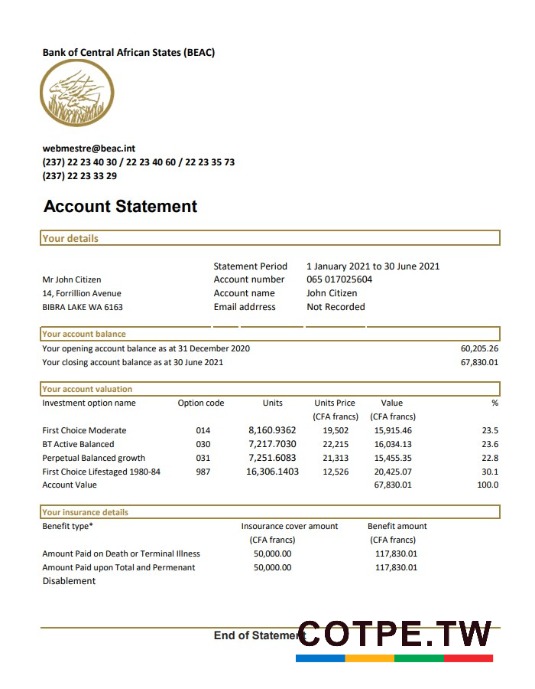 Bank of Central African States (BEAC)
webmestre@beac.int
(237) 22 23 40 30 / 22 23 40 60 / 22 23 35 73
(237) 22 23 33 29
Account Statement
Your details
Statement Period 1 January 2021 to 30 June 2021
Mr John Citizen Account number 065 017025604
14, Forrillion Avenue Account name John Citizen
BIBRA LAKE WA 6163 Email addrress Not Recorded
Your account balance
Your opening account balance as at 31 December 2020 60,205.26
Your closing account balance as at 30 June 2021 67,830.01
Your account valuation
Investment option name Option code Units Units Price Value %
(CFA francs) (CFA francs)
First Choice Moderate 014 8,160.9362 19,502 15,915.46 23.5
BT Active Balanced 030 7,217.7030 22,215 16,034.13 23.6
Perpetual Balanced growth 031 7,251.6083 21,313 15,455.35 22.8
First Choice Lifestaged 1980-84 987 16,306.1403 12,526 20,425.07 30.1
Account Value 67,830.01 100.0
Your insurance details
Benefit type* Insourance cover amount Benefit amount
(CFA francs) (CFA francs)
Amount Paid on Death or Terminal Illness 50,000.00 117,830.01
Amount Paid upon Total and Permenant 50,000.00 117,830.01
Disablement
End of Statement
COTPE.TW